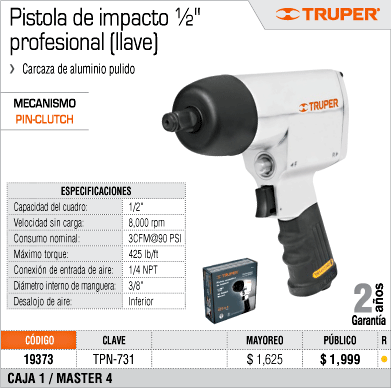 Pistola de impacto ½"
profesional (llave)
TRUPER®
› Carcaza de aluminio pulido
MECANISMO
PIN-CLUTCH
TRUPER
ESPECIFICACIONES
Capacidad del cuadro: 1/2"
Velocidad sin carga: 8,000 rpm
Consumo nominal: 3CFM@90 PSI
Máximo torque: 425 lb/ft
Conexión de entrada de aire: 1/4 NPT
Diámetro interno de manguera: 3/8"
Desalojo de aire: Inferior
TRUPER
2 años
Garantía
CÓDIGO CLAVE MAYOREO PÚBLICO R
19373 TPN-731 $ 1,625 $ 1,999
CAJA 1 / MASTER 4